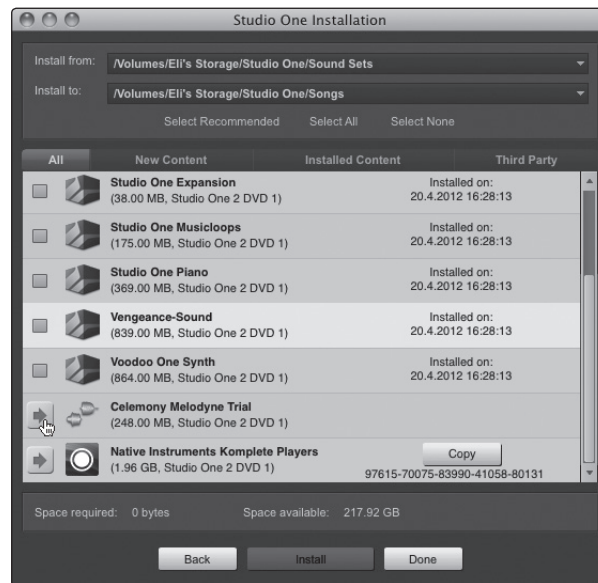 Studio One Installation
Install from: /Volumes/Eli's Storage/Studio One/Sound Sets
Install to: /Volumes/Eli's Storage/Studio One/Songs
Select Recommended Select All Select None
All New Content Installed Content Third Party
Studio One Expansion Installed on:
(38.00 MB, Studio One 2 DVD 1) 20.4.2012 16:28:13
Studio One Musicloops Installed on:
(175.00 MB, Studio One 2 DVD 1) 20.4.2012 16:28:13
Studio One Piano Installed on:
(369.00 MB, Studio One 2 DVD 1) 20.4.2012 16:28:13
Vengeance-Sound Installed on:
(839.00 MB, Studio One 2 DVD 1) 20.4.2012 16:28:13
Voodoo One Synth Installed on:
(864.00 MB, Studio One 2 DVD 1) 20.4.2012 16:28:13
Celemony Melodyne Trial
(248.00 MB, Studio One 2 DVD 1)
Native Instruments Komplete Players Copy
(1.96 GB, Studio One 2 DVD 1) 97615-70075-83990-41058-80131
Space required: 0 bytes Space available: 217.92 GB
Back Install Done